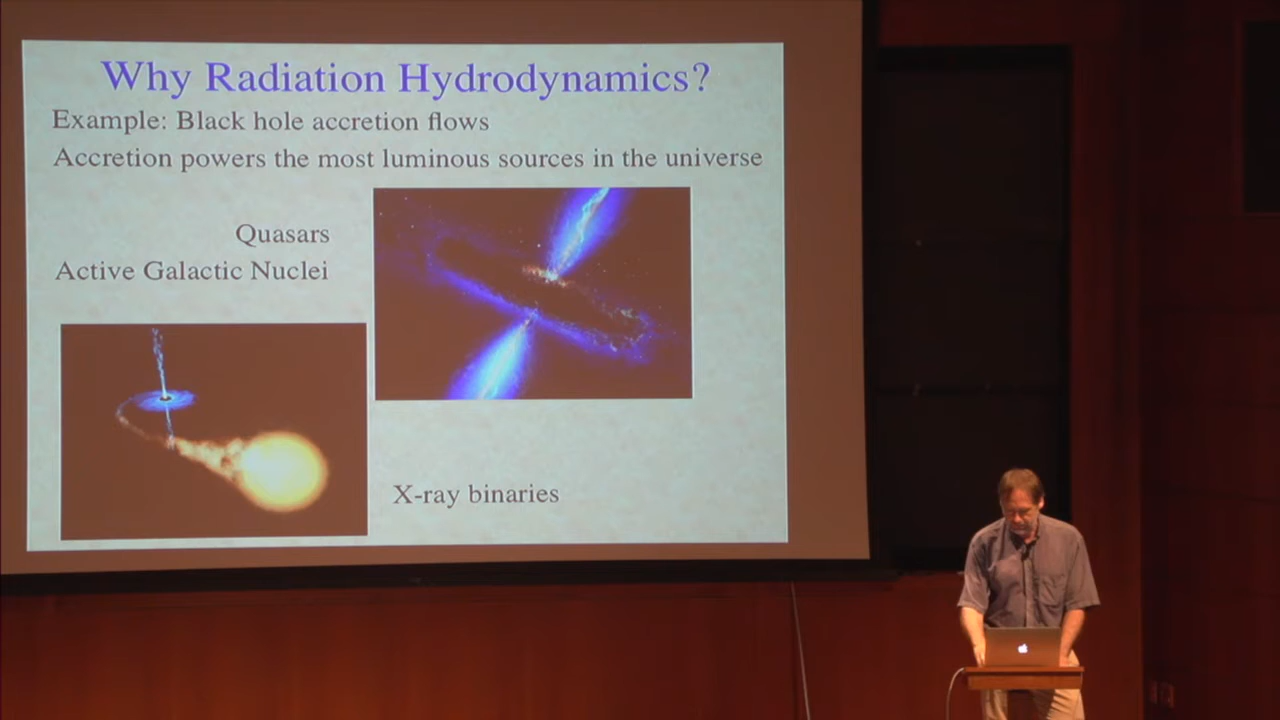 Why Radiation Hydrodynamics?
Example: Black hole accretion flows
Accretion powers the most luminous sources in the universe
Quasars
Active Galactic Nuclei
X-ray binaries